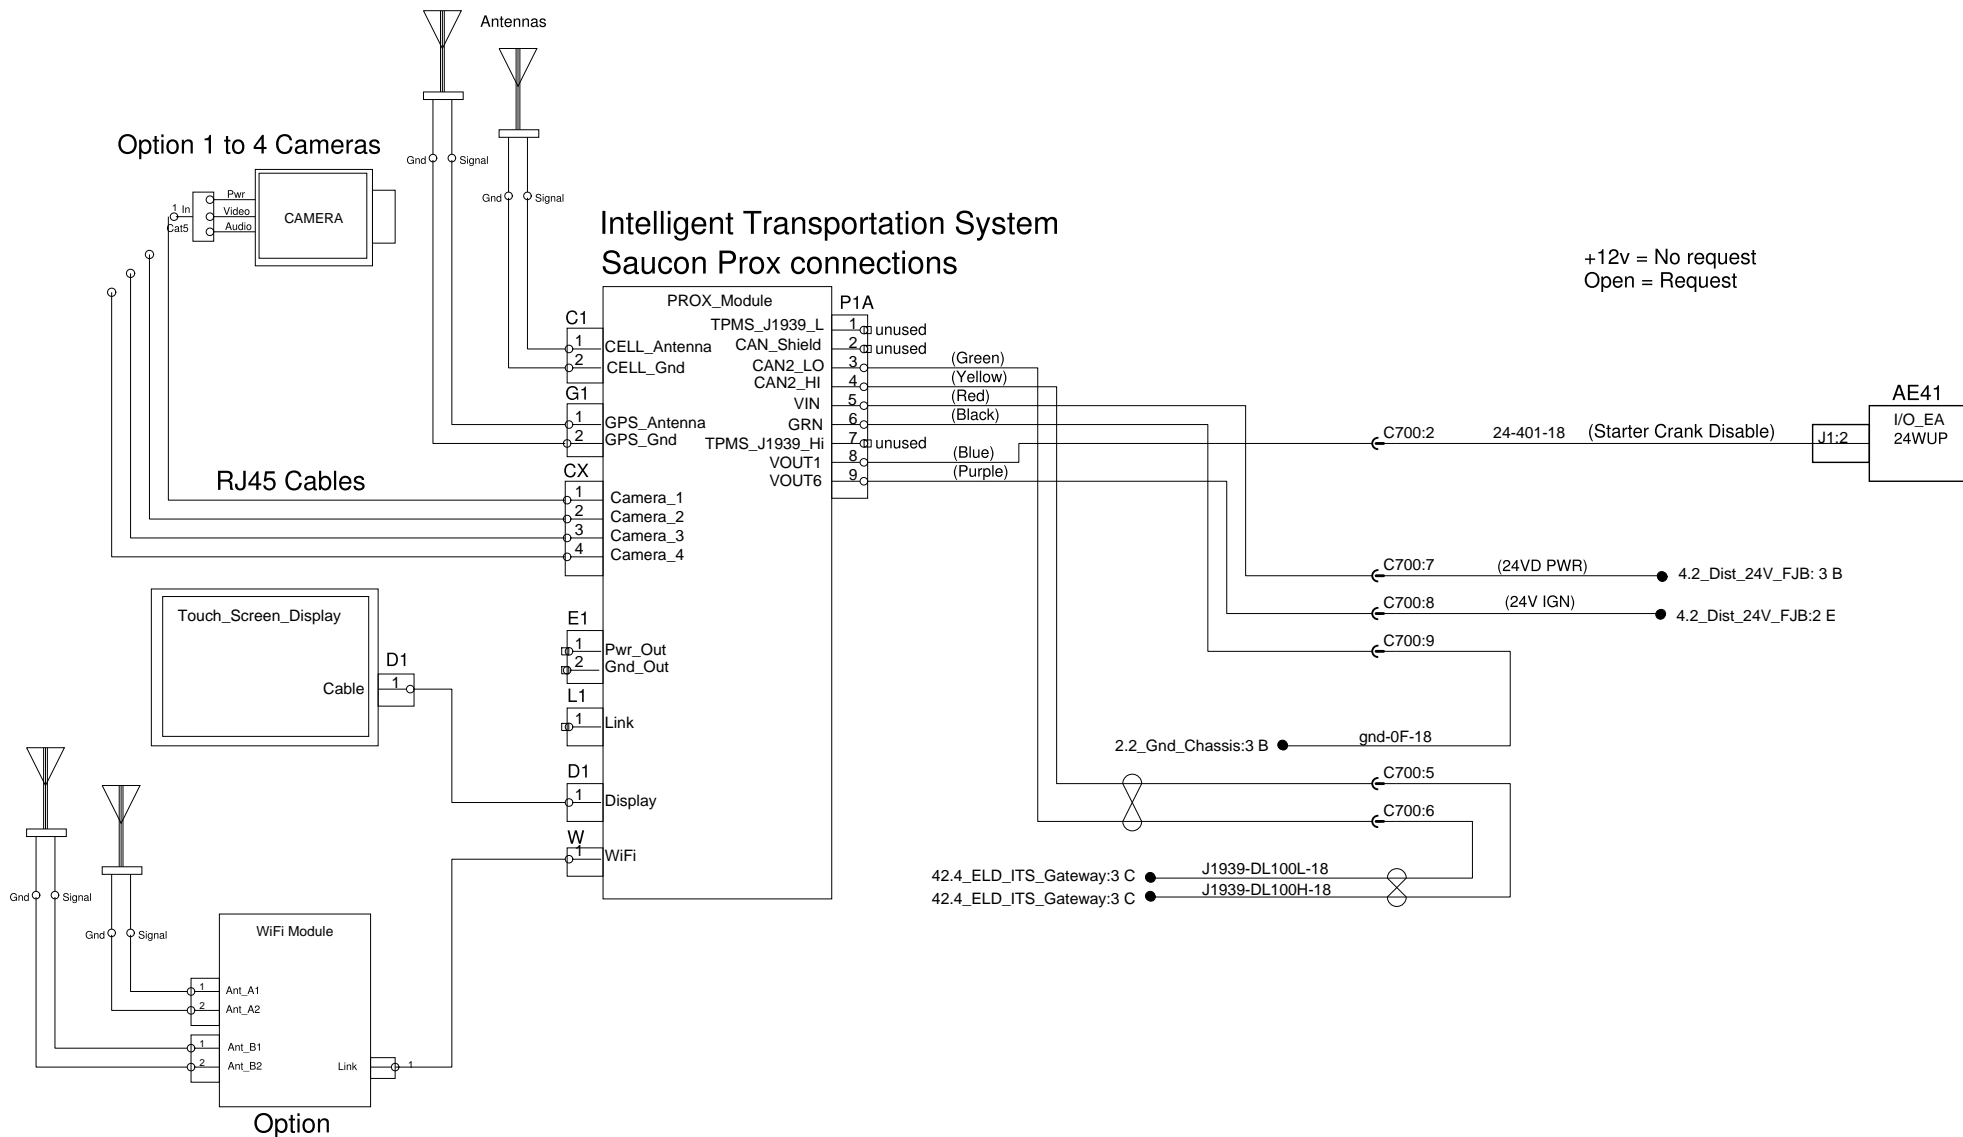 Antennas
Gnd Signal
Gnd Signal
Option 1 to 4 Cameras
1 In
Cat5
Pwr
Video
Audio
CAMERA
Intelligent Transportation System
Saucon Prox connections
+12v = No request
Open = Request
PROX_Module
C1
1 CELL_Antenna
2 CELL_Gnd
G1
1 GPS_Antenna
2 GPS_Gnd
RJ45 Cables
CX
1 Camera_1
2 Camera_2
3 Camera_3
4 Camera_4
E1
1 Pwr_Out
2 Gnd_Out
L1
1 Link
D1
1 Display
W
1 WiFi
P1A
TPMS_J1939_L 1 unused
CAN_Shield 2 unused
CAN2_LO 3 (Green)
CAN2_HI 4 (Yellow)
VIN 5 (Red)
GRN 6 (Black)
TPMS_J1939_Hi 7 unused
VOUT1 8 (Blue)
VOUT6 9 (Purple)
C700:2 24-401-18 (Starter Crank Disable)
J1:2
AE41
I/O_EA
24WUP
C700:7 (24VD PWR) 4.2_Dist_24V_FJB: 3 B
C700:8 (24V IGN) 4.2_Dist_24V_FJB:2 E
C700:9
2.2_Gnd_Chassis:3 B gnd-0F-18
C700:5
C700:6
42.4_ELD_ITS_Gateway:3 C J1939-DL100L-18
42.4_ELD_ITS_Gateway:3 C J1939-DL100H-18
Touch_Screen_Display
Cable
D1
1
Gnd Signal
Gnd Signal
WiFi Module
1 Ant_A1
2 Ant_A2
1 Ant_B1
2 Ant_B2
Link 1
Option